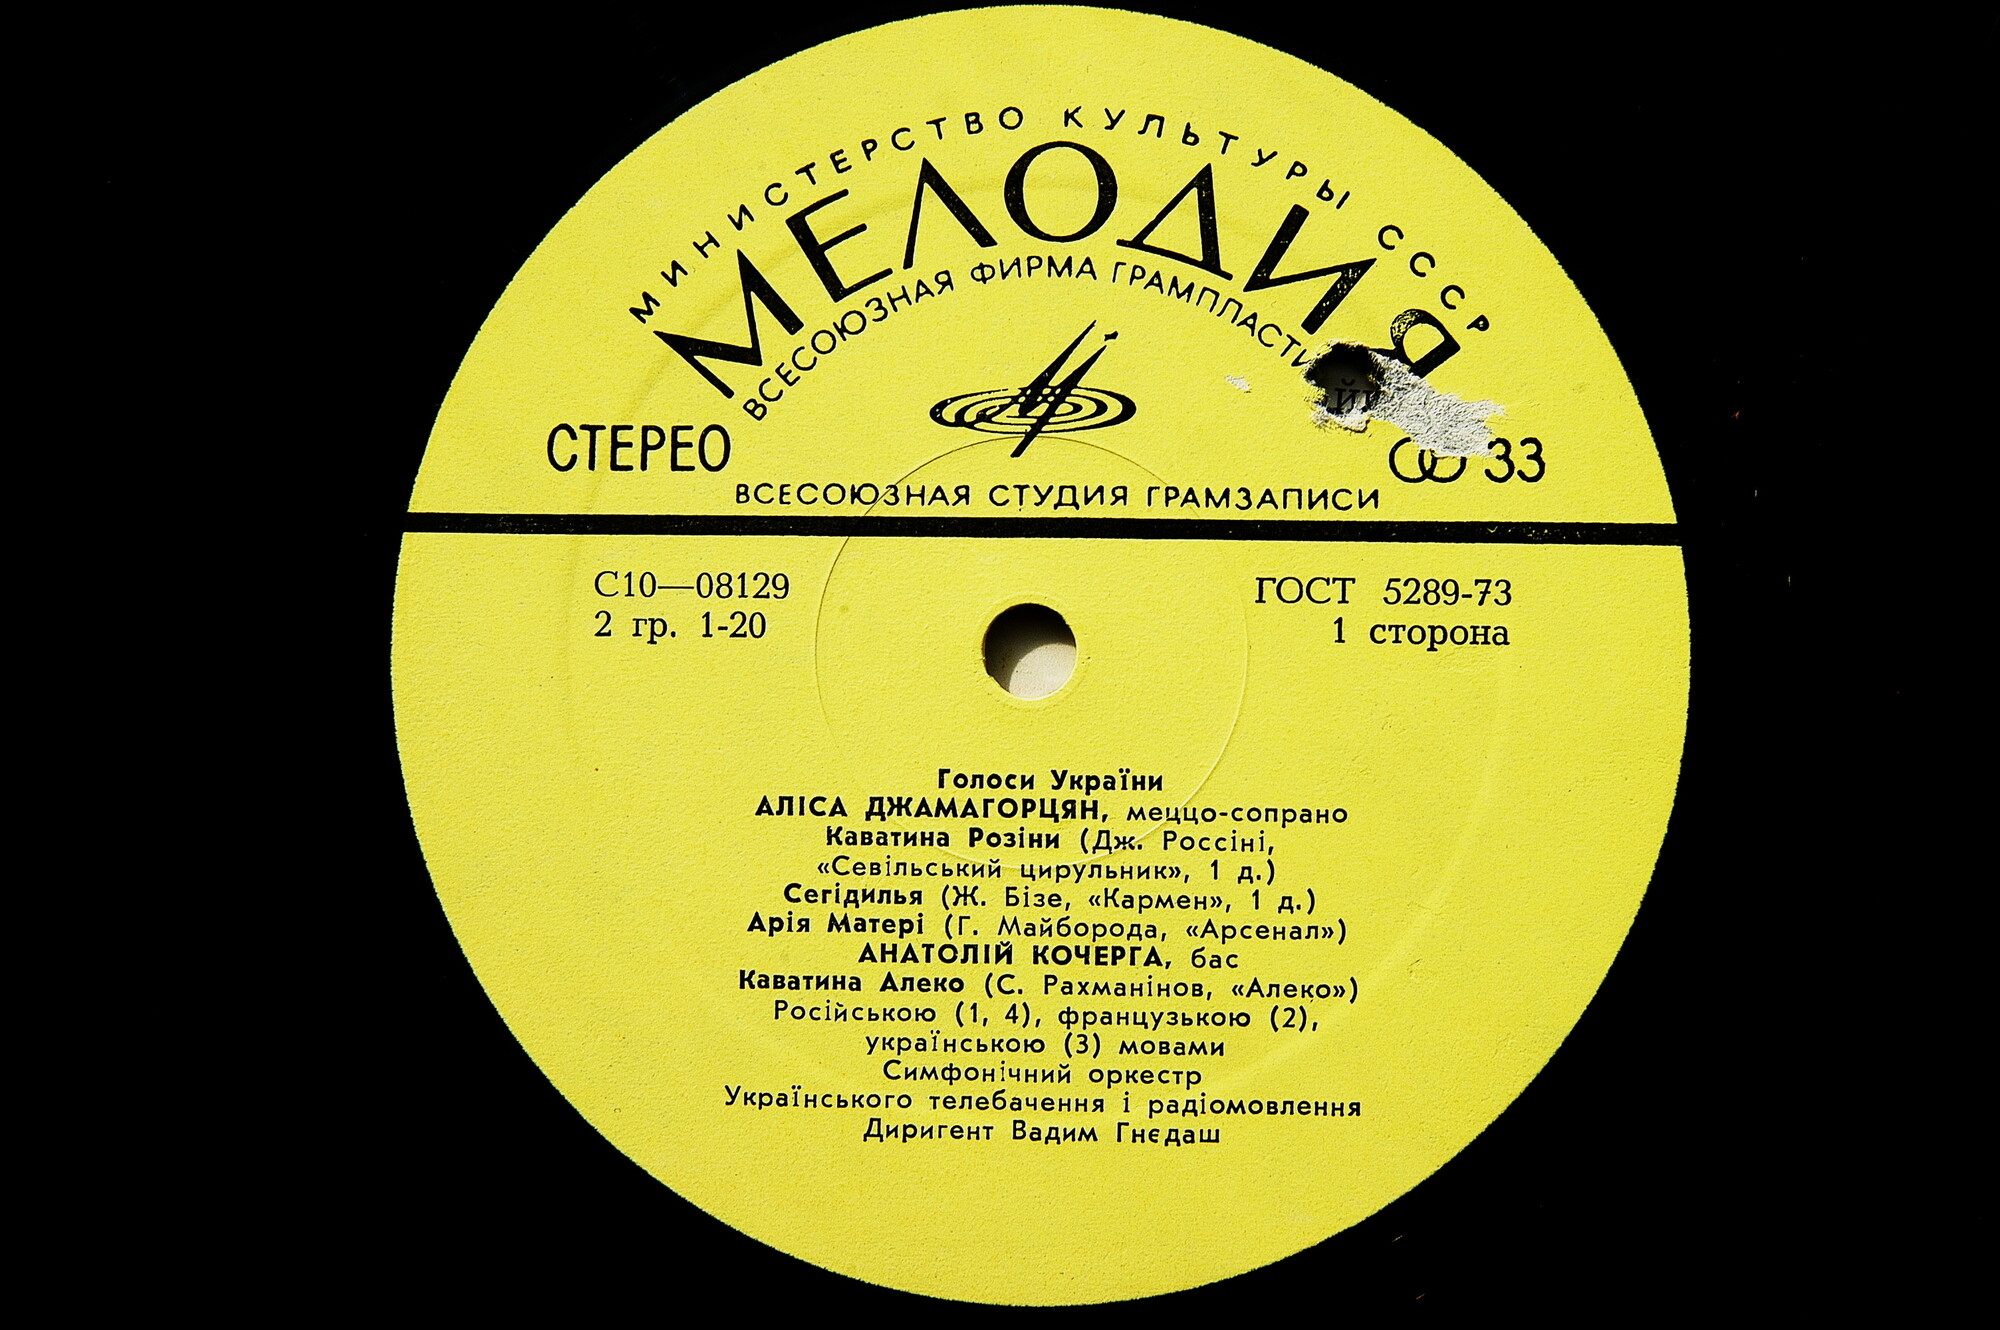 МИНИСТЕРСТВО КУЛЬТУРЫ СССР
МЕЛОДИЯ
ВСЕСОЮЗНАЯ ФИРМА ГРАМПЛАСТИ
СТЕРЕО
33
ВСЕСОЮЗНАЯ СТУДИЯ ГРАМЗАПИСИ
С10—08129
ГОСТ 5289-73
2 гр. 1-20
1 сторона
Голоси України
АЛІСА ДЖАМАГОРЦЯН, меццо-сопрано
Каватина Розіни (Дж. Россіні,
«Севільський цирульник», 1 д.)
Сегідилья (Ж. Бізе, «Кармен», 1 д.)
Арія Матері (Г. Майборода, «Арсенал»)
АНАТОЛІЙ КОЧЕРГА, бас
Каватина Алеко (С. Рахманінов, «Алеко»)
Російською (1, 4), французькою (2),
українською (3) мовами
Симфонічний оркестр
Українського телебачення і радіомовлення
Диригент Вадим Гнєдаш